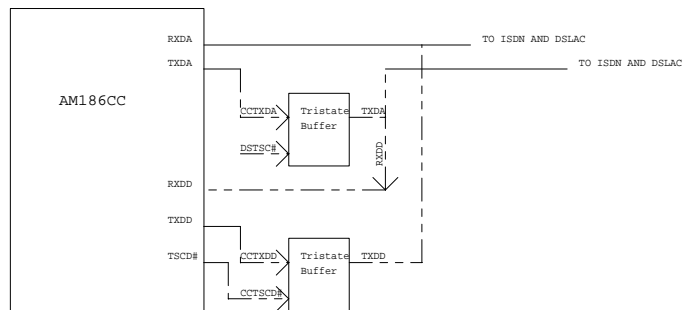 RXDA
TO ISDN AND DSLAC
TXDA
TO ISDN AND DSLAC
AM186CC
CCTXDA
Tristate
Buffer
TXDA
DSTSC#
RXDD
RXDD
TXDD
TSCD#
CCTXDD
Tristate
Buffer
TXDD
CCTSCD#